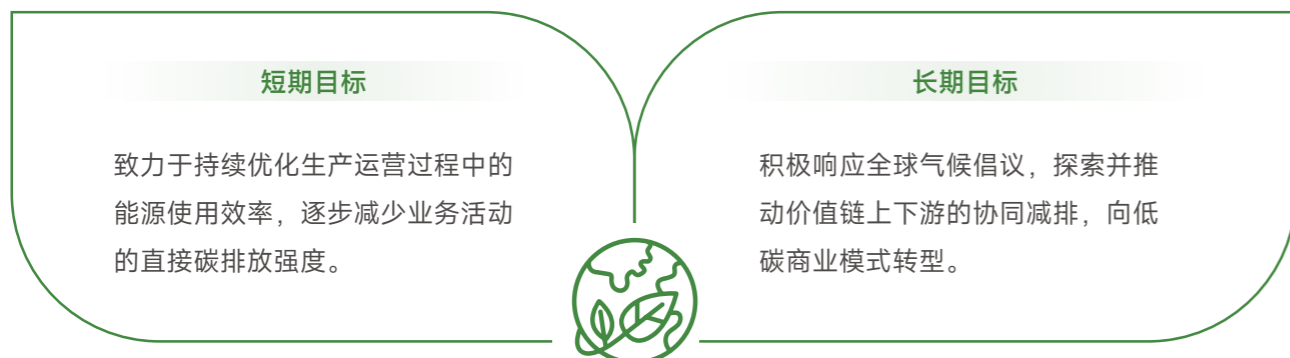 短期目标
致力于持续优化生产运营过程中的
能源使用效率，逐步减少业务活动
的直接碳排放强度。
长期目标
积极响应全球气候倡议，探索并推
动价值链上下游的协同减排，向低
碳商业模式转型。